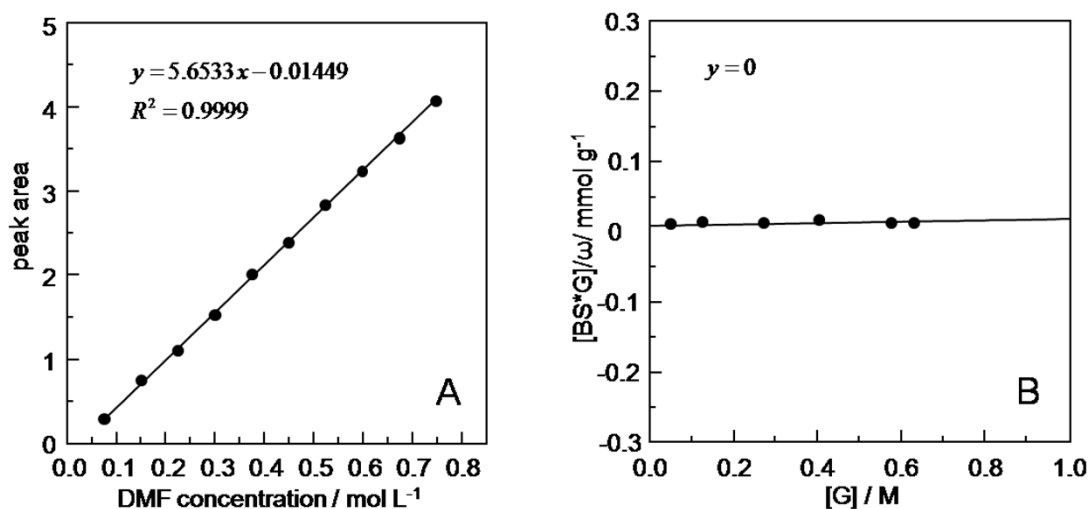 5
4
3
2
1
0
peak area
y = 5.6533x − 0.01449
R² = 0.9999
A
0.0 0.1 0.2 0.3 0.4 0.5 0.6 0.7 0.8
DMF concentration / mol L⁻¹
0.3
0.2
0.1
0
-0.1
-0.2
-0.3
[BS*G]/ω/ mmol g⁻¹
y = 0
B
0.0 0.2 0.4 0.6 0.8 1.0
[G] / M